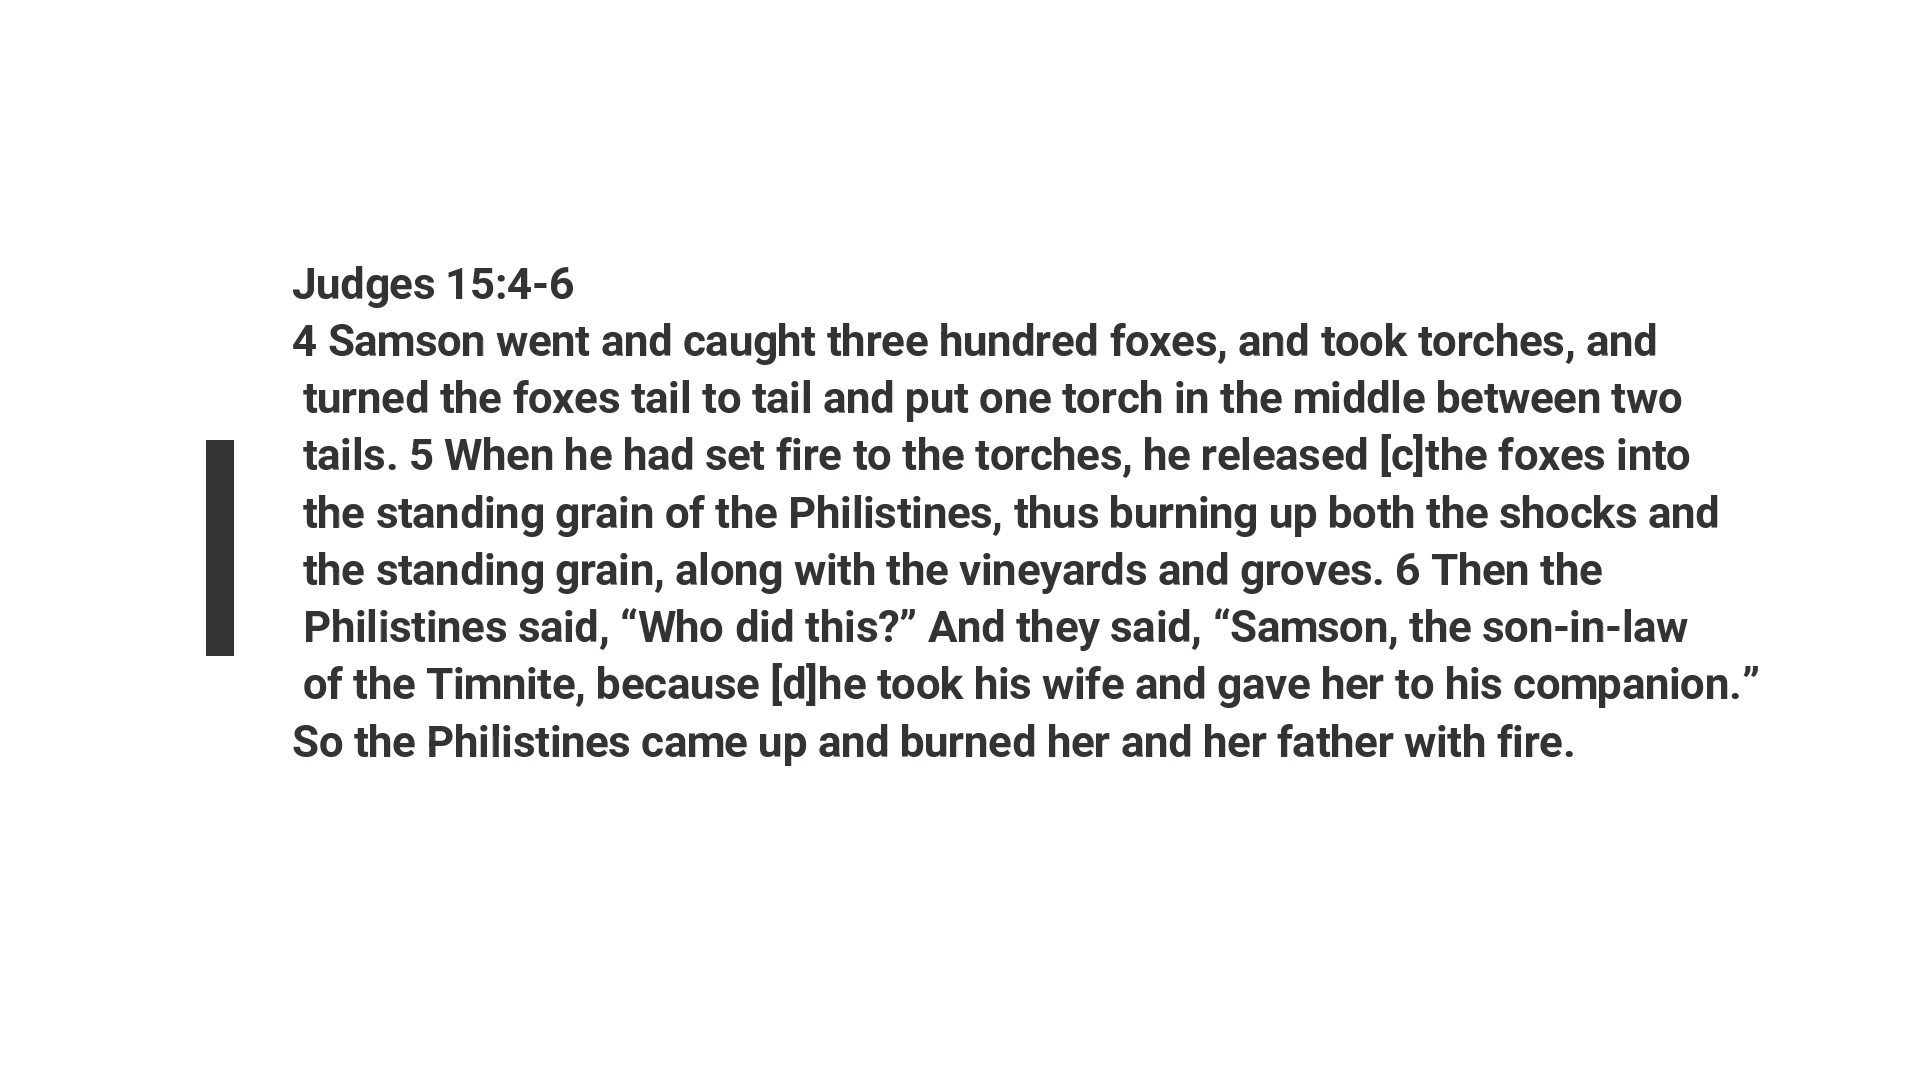 Judges 15:4-6
4 Samson went and caught three hundred foxes, and took torches, and
turned the foxes tail to tail and put one torch in the middle between two
tails. 5 When he had set fire to the torches, he released [c]the foxes into
the standing grain of the Philistines, thus burning up both the shocks and
the standing grain, along with the vineyards and groves. 6 Then the
Philistines said, “Who did this?” And they said, “Samson, the son-in-law
of the Timnite, because [d]he took his wife and gave her to his companion.”
So the Philistines came up and burned her and her father with fire.